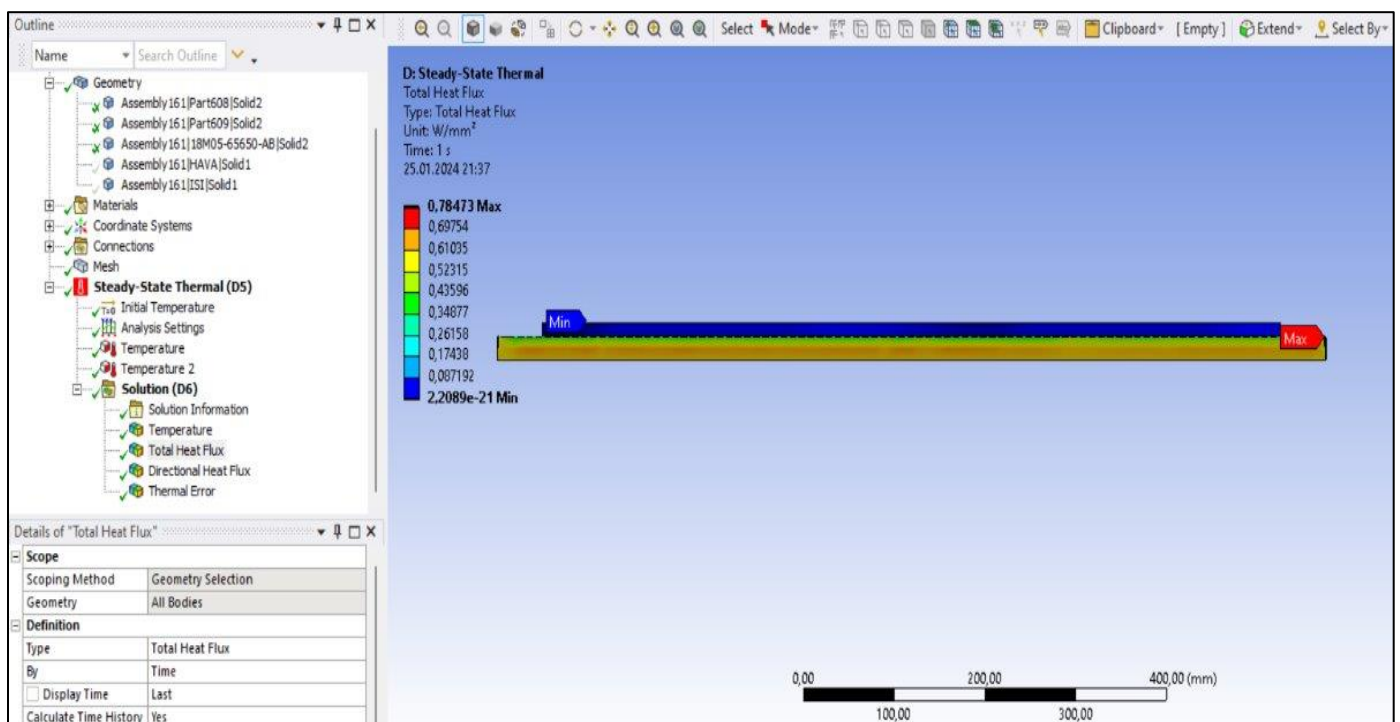 Outline
Name Search Outline
Geometry
Assembly161|Part608|Solid2
Assembly161|Part609|Solid2
Assembly161|18M05-65650-AB|Solid2
Assembly161|HAVA|Solid1
Assembly161|ISI|Solid1
Materials
Coordinate Systems
Connections
Mesh
Steady-State Thermal (D5)
Initial Temperature
Analysis Settings
Temperature
Temperature 2
Solution (D6)
Solution Information
Temperature
Total Heat Flux
Directional Heat Flux
Thermal Error
Details of "Total Heat Flux"
Scope
Scoping Method Geometry Selection
Geometry All Bodies
Definition
Type Total Heat Flux
By Time
Display Time Last
Calculate Time History Yes
Select Mode Clipboard [Empty] Extend Select By
D: Steady-State Thermal
Total Heat Flux
Type: Total Heat Flux
Unit: W/mm²
Time: 1 s
25.01.2024 21:37
0,78473 Max
0,69754
0,61035
0,52315
0,43596
0,34877
0,26158
0,17438
0,087192
2,2089e-21 Min
Min
Max
0,00 200,00 400,00 (mm)
100,00 300,00